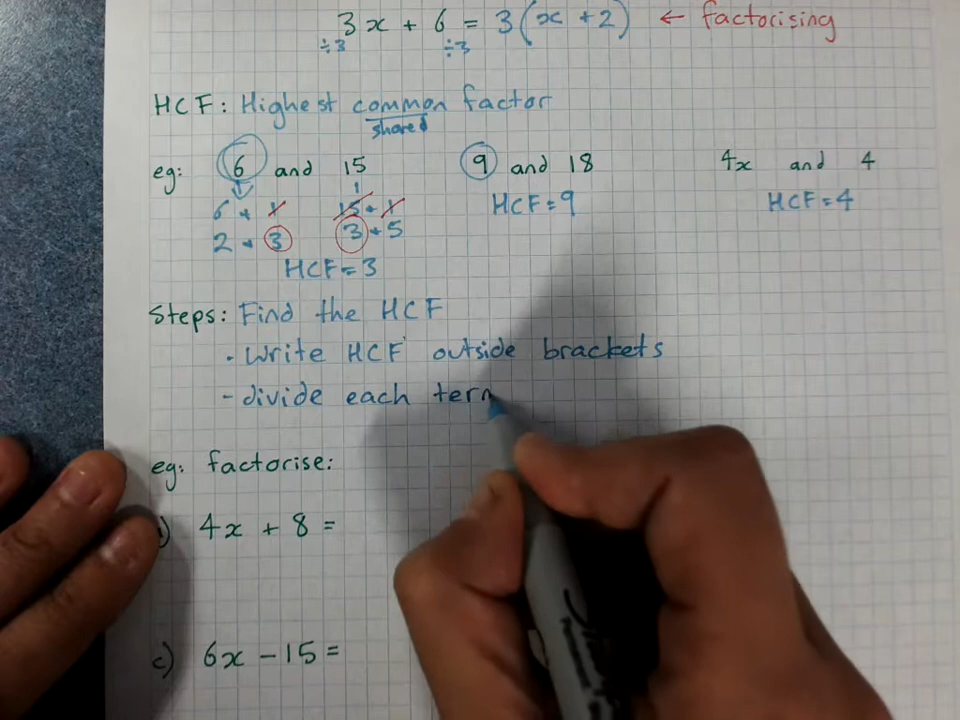 3x + 6 = 3(x + 2) ← factorising
÷3 ÷3
HCF: Highest common factor
shared
eg: 6 and 15 9 and 18 4x and 4
6 + 1 15 + 1 HCF = 9 HCF = 4
2 + 3 3 + 5
HCF = 3
Steps: Find the HCF
- Write HCF outside brackets
- divide each term
eg: factorise:
4x + 8 =
c) 6x - 15 =